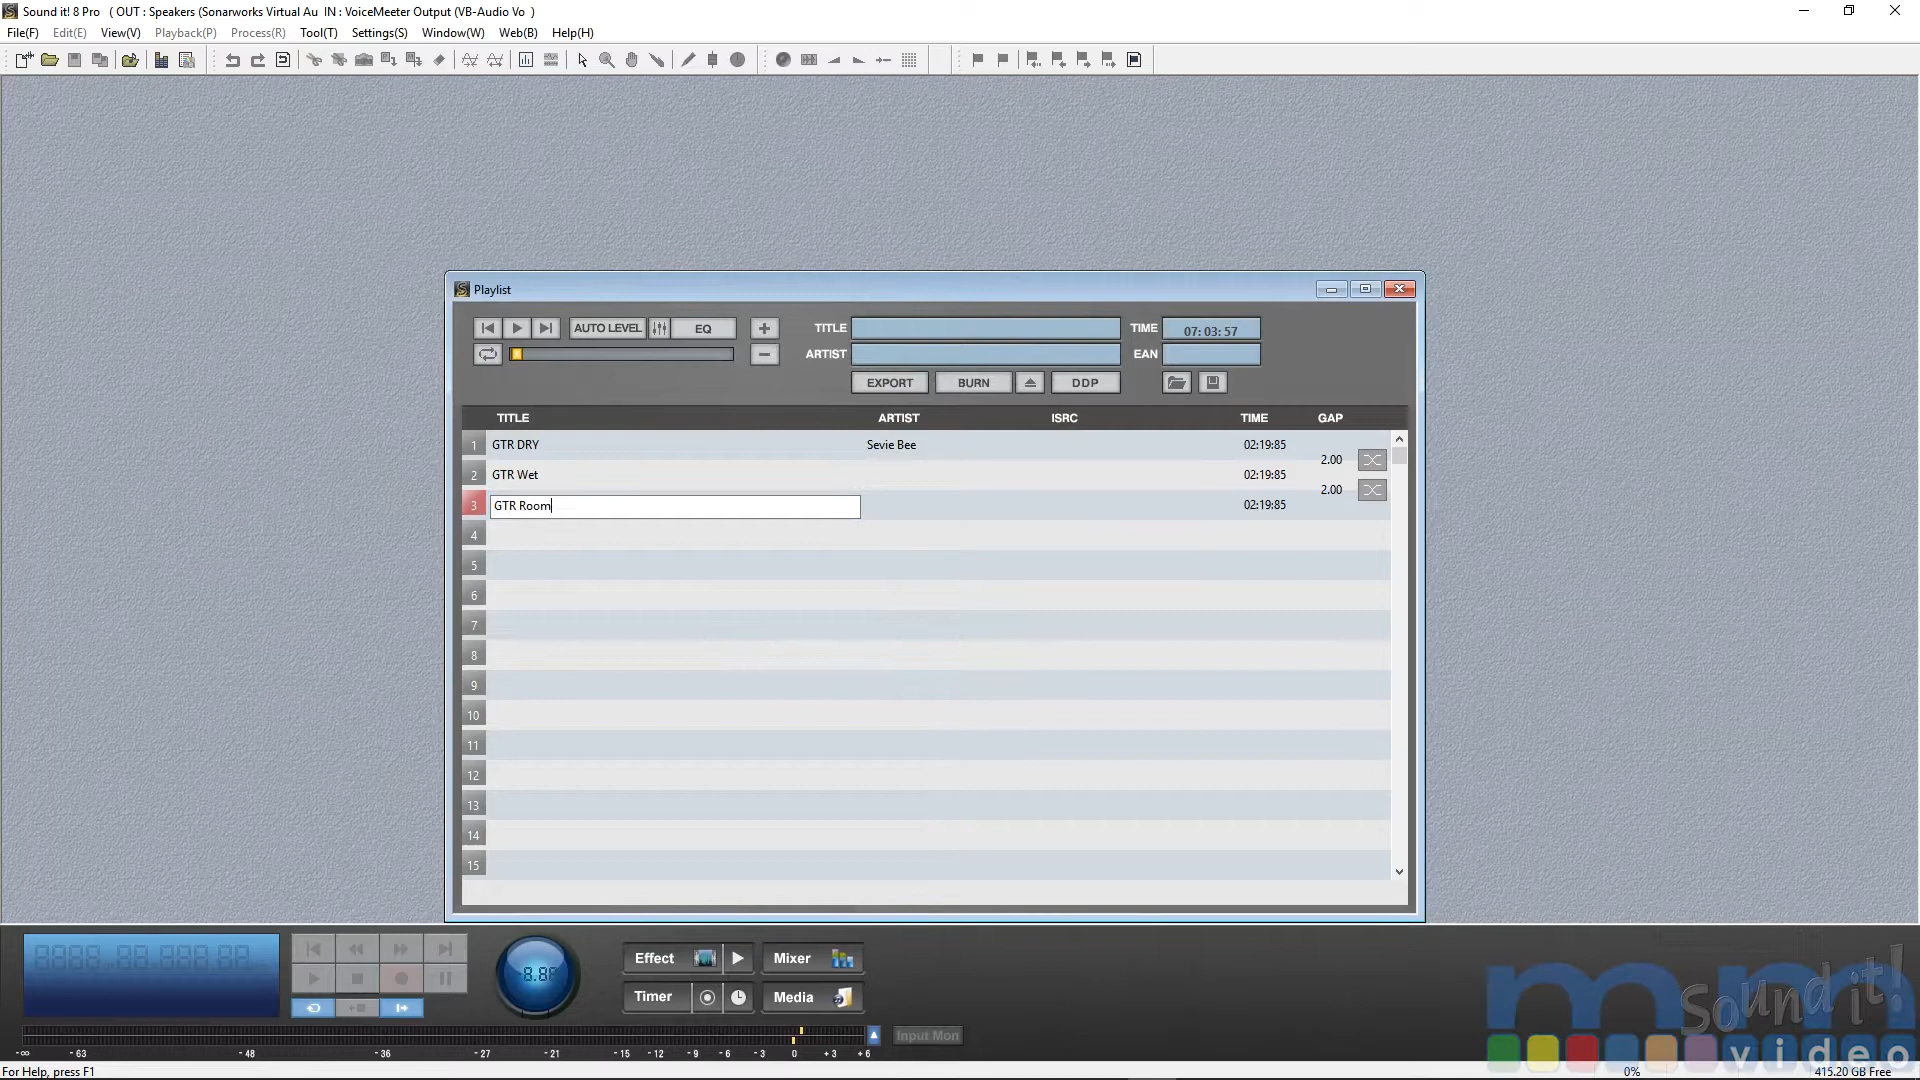 Sound it! 8 Pro ( OUT : Speakers (Sonarworks Virtual Au IN : VoiceMeeter Output (VB-Audio Vo )
File(F) Edit(E) View(V) Playback(P) Process(R) Tool(T) Settings(S) Window(W) Web(B) Help(H)
Playlist
AUTO LEVEL EQ TITLE TIME 07: 03: 57
ARTIST EAN
EXPORT BURN DDP
TITLE ARTIST ISRC TIME GAP
1 GTR DRY Sevie Bee 02:19:85
2.00
2 GTR Wet 02:19:85
2.00
3 GTR Room 02:19:85
4
5
6
7
8
9
10
11
12
13
14
15
Effect Mixer
8.88
Timer Media
Input Mon
-∞ -63 -48 -36 -27 -21 -15 -12 -9 -6 -3 0 +3 +6
Sound it!
video
For Help, press F1 0% 415.20 GB Free